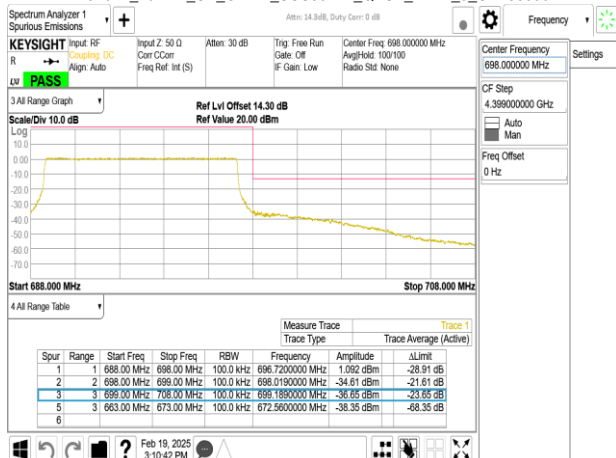 Spectrum Analyzer 1
Spurious Emissions
+
Attn: 14.3dB, Duty Corr: 0 dB
Frequency
KEYSIGHT
R
LXI
PASS
Input: RF
Coupling: DC
Align: Auto
Input Z: 50 Ω
Corr CCorr
Freq Ref: Int (S)
Atten: 30 dB
Trig: Free Run
Gate: Off
IF Gain: Low
Center Freq: 698.000000 MHz
Avg|Hold: 100/100
Radio Std: None
Center Frequency
698.000000 MHz
Settings
CF Step
4.399000000 GHz
Auto
Man
Freq Offset
0 Hz
3 All Range Graph
Scale/Div 10.0 dB
Ref Lvl Offset 14.30 dB
Ref Value 20.00 dBm
Log
10.0
0.00
-10.0
-20.0
-30.0
-40.0
-50.0
-60.0
-70.0
Start 688.000 MHz
Stop 708.000 MHz
4 All Range Table
Measure Trace Trace 1
Trace Type Trace Average (Active)
Spur Range Start Freq Stop Freq RBW Frequency Amplitude ΔLimit
1 1 688.00 MHz 698.00 MHz 100.0 kHz 696.7200000 MHz 1.092 dBm -28.91 dB
2 2 698.00 MHz 699.00 MHz 100.0 kHz 698.0190000 MHz -34.61 dBm -21.61 dB
3 3 699.00 MHz 708.00 MHz 100.0 kHz 699.1890000 MHz -36.65 dBm -23.65 dB
5 3 663.00 MHz 673.00 MHz 100.0 kHz 672.5600000 MHz -38.35 dBm -68.35 dB
6
?
Feb 19, 2025
3:10:42 PM